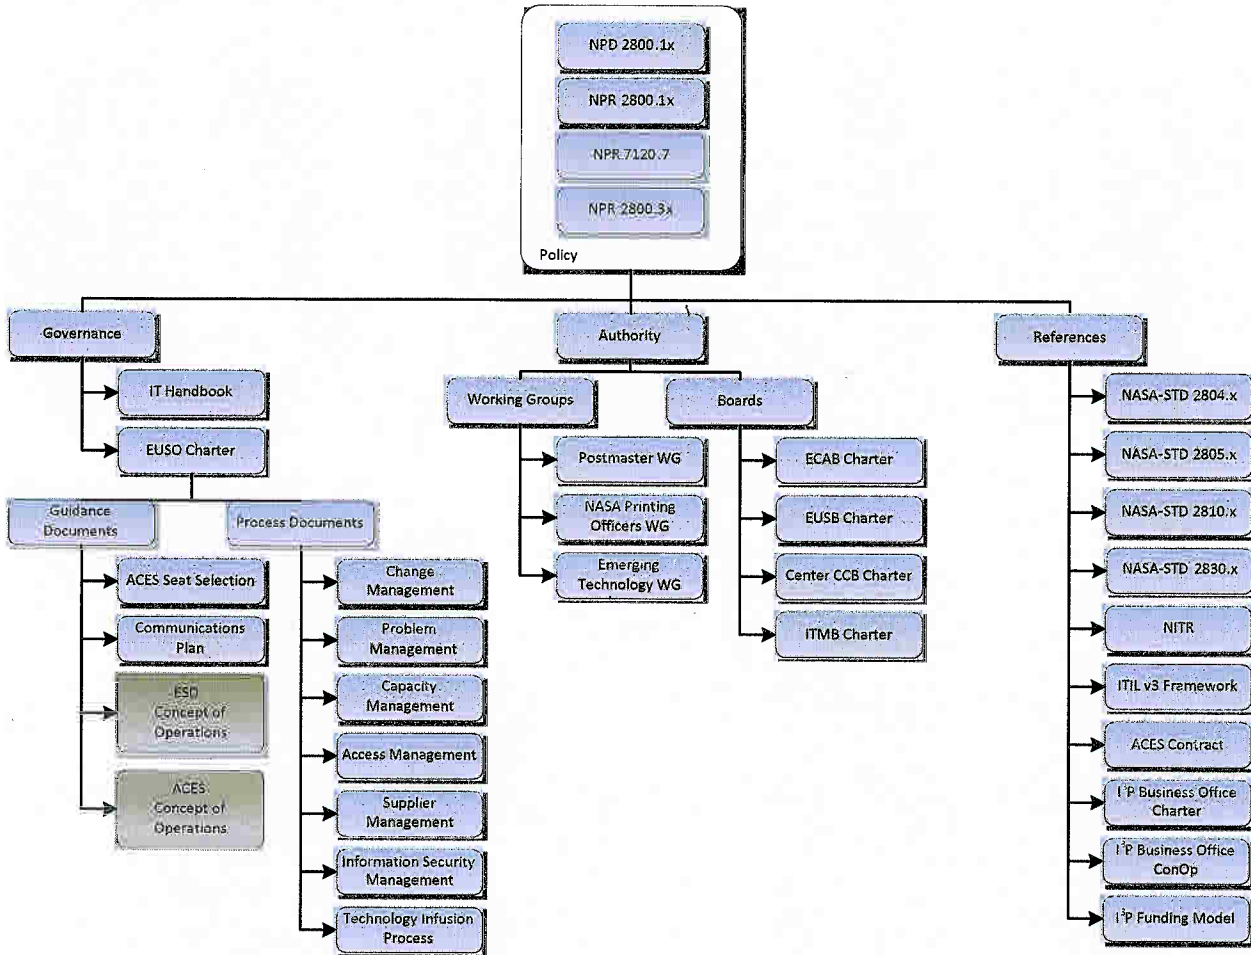 NPD 2800.1x
NPR 2800.1x
NPR 7120.7
NPR 2800.3x
Policy
Governance
IT Handbook
EUSO Charter
Guidance
Documents
ACES Seat Selection
Communications
Plan
ESD
Concept of
Operations
ACES
Concept of
Operations
Process Documents
Change
Management
Problem
Management
Capacity
Management
Access Management
Supplier
Management
Information Security
Management
Technology Infusion
Process
Authority
Working Groups
Postmaster WG
NASA Printing
Officers WG
Emerging
Technology WG
Boards
ECAB Charter
EUSB Charter
Center CCB Charter
ITMB Charter
References
NASA-STD 2804.x
NASA-STD 2805.x
NASA-STD 2810.x
NASA-STD 2830.x
NITR
ITIL v3 Framework
ACES Contract
I³P Business Office
Charter
I³P Business Office
ConOp
I³P Funding Model